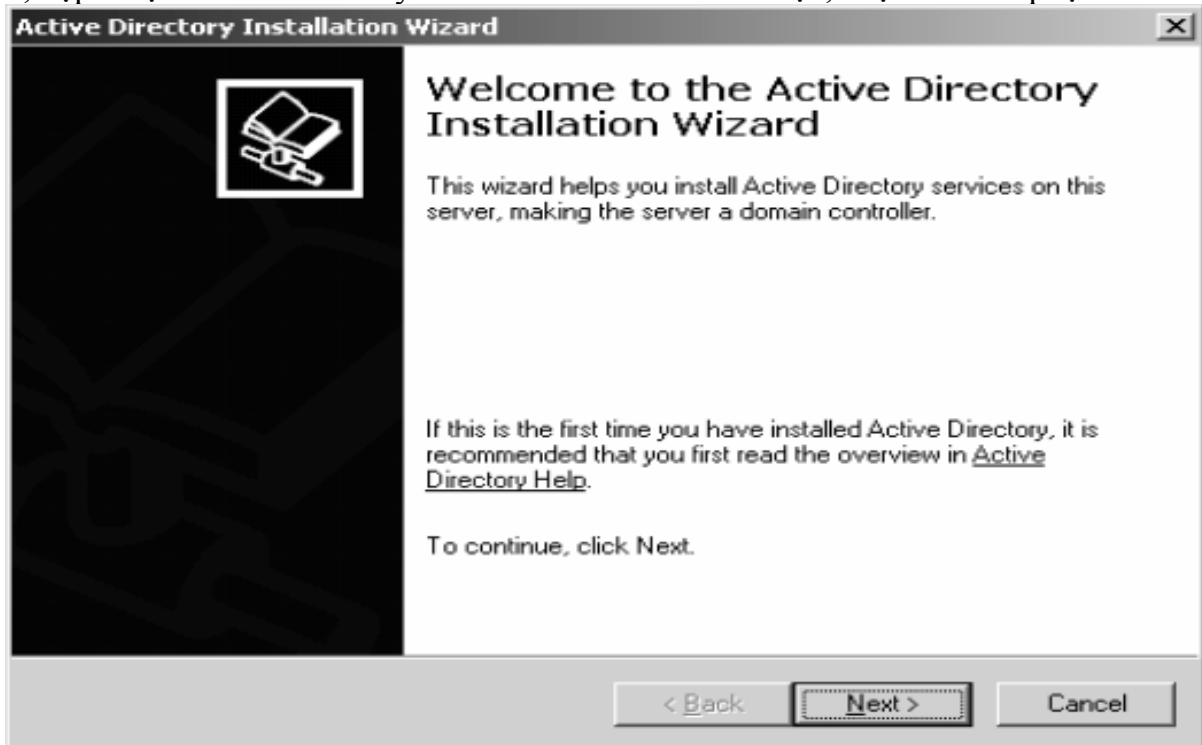 Active Directory Installation Wizard
Welcome to the Active Directory
Installation Wizard
This wizard helps you install Active Directory services on this
server, making the server a domain controller.
If this is the first time you have installed Active Directory, it is
recommended that you first read the overview in Active
Directory Help.
To continue, click Next.
< Back
Next >
Cancel